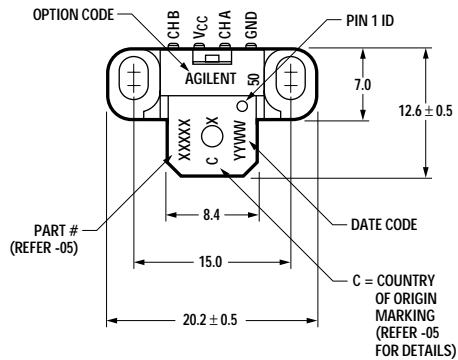 OPTION CODE
CHB
VCC
CHA
GND
PIN 1 ID
AGILENT
50
7.0
12.6 ± 0.5
XXXXX
X
C
YYWW
8.4
PART #
(REFER -05)
DATE CODE
15.0
C = COUNTRY
OF ORIGIN
MARKING
(REFER -05
FOR DETAILS)
20.2 ± 0.5